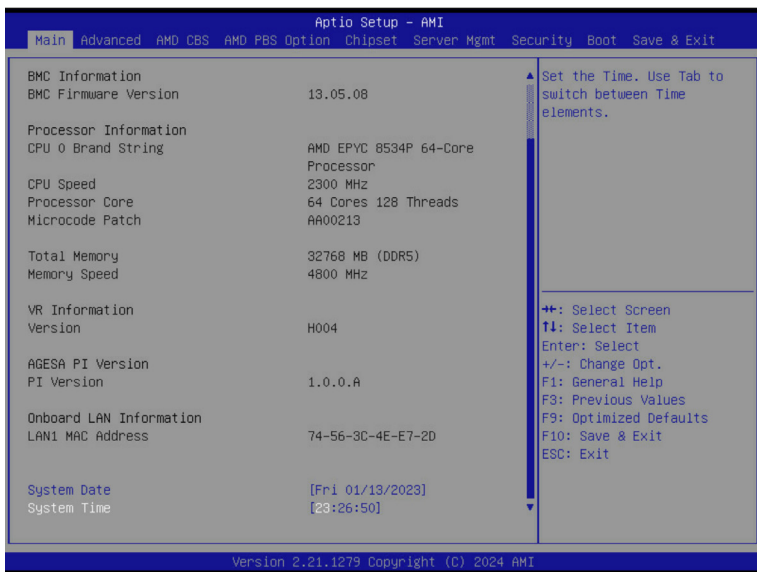 Aptio Setup – AMI
Main Advanced AMD CBS AMD PBS Option Chipset Server Mgmt Security Boot Save & Exit
BMC Information
BMC Firmware Version 13.05.08
Processor Information
CPU 0 Brand String AMD EPYC 8534P 64-Core
Processor
CPU Speed 2300 MHz
Processor Core 64 Cores 128 Threads
Microcode Patch AA00213
Total Memory 32768 MB (DDR5)
Memory Speed 4800 MHz
VR Information
Version H004
AGESA PI Version
PI Version 1.0.0.A
Onboard LAN Information
LAN1 MAC Address 74-56-3C-4E-E7-2D
System Date [Fri 01/13/2023]
System Time [23:26:50]
Set the Time. Use Tab to
switch between Time
elements.
→←: Select Screen
↑↓: Select Item
Enter: Select
+/-: Change Opt.
F1: General Help
F3: Previous Values
F9: Optimized Defaults
F10: Save & Exit
ESC: Exit
Version 2.21.1279 Copyright (C) 2024 AMI